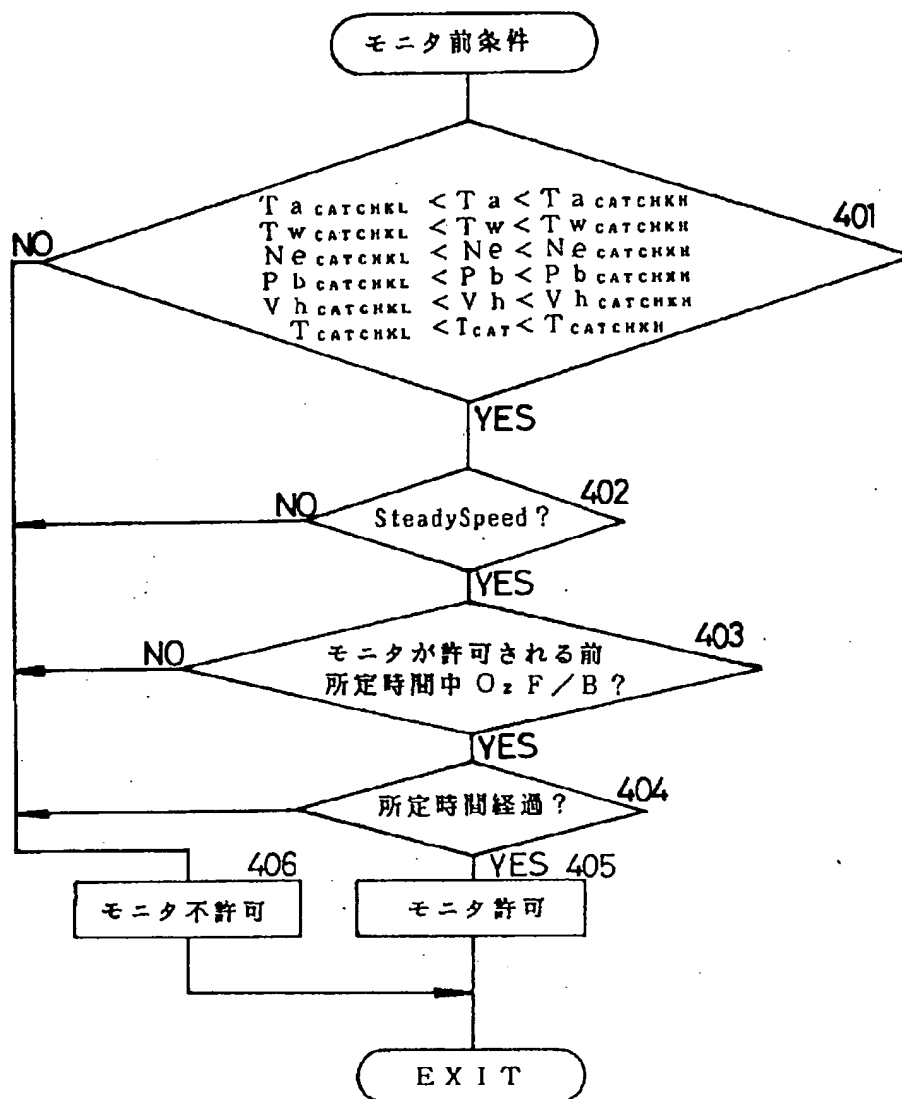 モニタ前条件
Ta CATCHKL < Ta < Ta CATCHKH
401
Tw CATCHKL < Tw < Tw CATCHKH
NO
Ne CATCHKL < Ne < Ne CATCHKH
Pb CATCHKL < Pb < Pb CATCHKH
Vh CATCHKL < Vh < Vh CATCHKH
T CATCHKL < TCAT < T CATCHKH
YES
402
NO
SteadySpeed?
YES
403
NO
モニタが許可される前
所定時間中 O₂ F/B?
YES
404
所定時間経過?
406
YES 405
モニタ不許可
モニタ許可
EXIT